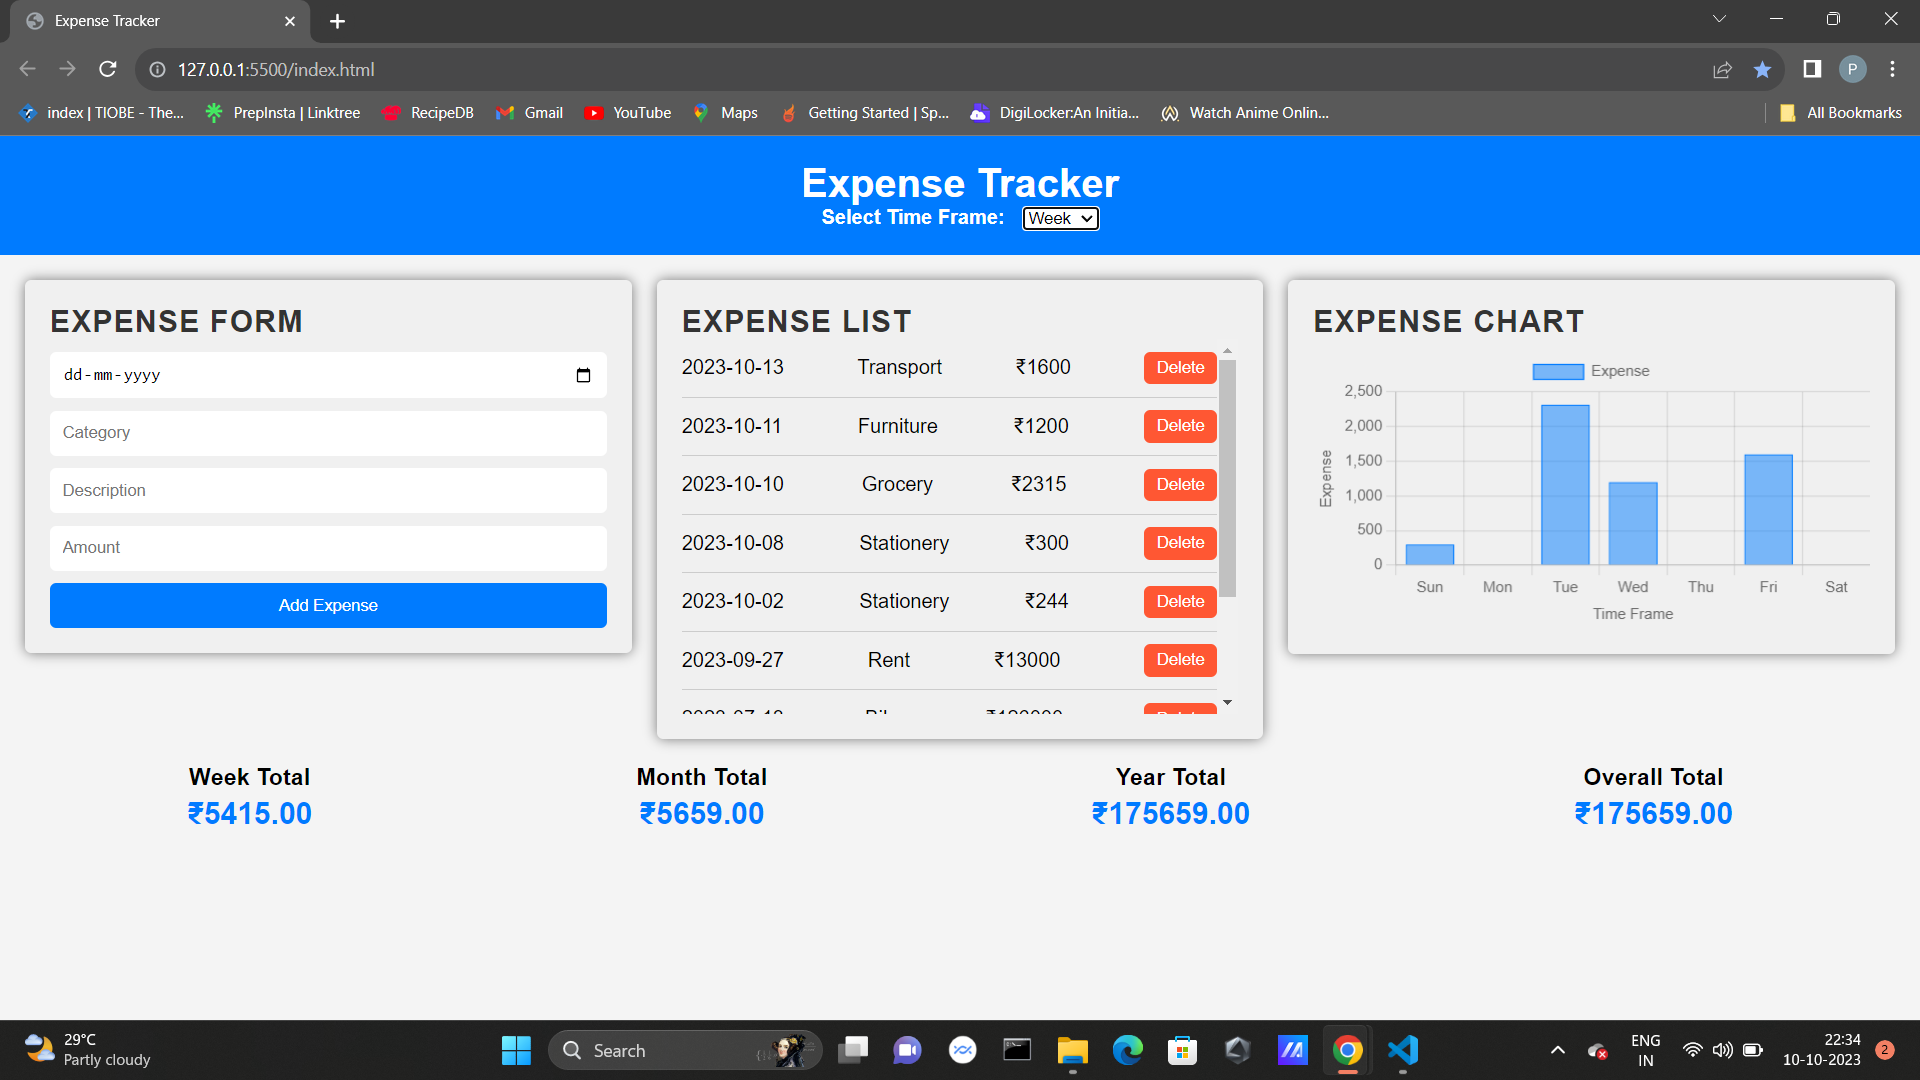 Expense Tracker
127.0.0.1:5500/index.html
P
index | TIOBE - The...
PrepInsta | Linktree
RecipeDB
Gmail
YouTube
Maps
Getting Started | Sp...
DigiLocker:An Initia...
Watch Anime Onlin...
All Bookmarks
Expense Tracker
Select Time Frame: Week
EXPENSE FORM
dd-mm-yyyy
Category
Description
Amount
Add Expense
EXPENSE LIST
2023-10-13 Transport ₹1600 Delete
2023-10-11 Furniture ₹1200 Delete
2023-10-10 Grocery ₹2315 Delete
2023-10-08 Stationery ₹300 Delete
2023-10-02 Stationery ₹244 Delete
2023-09-27 Rent ₹13000 Delete
EXPENSE CHART
Expense
2,500
2,000
1,500
1,000
500
0
Expense
Sun Mon Tue Wed Thu Fri Sat
Time Frame
Week Total
₹5415.00
Month Total
₹5659.00
Year Total
₹175659.00
Overall Total
₹175659.00
29°C
Partly cloudy
Search
ENG
IN
22:34
10-10-2023
2